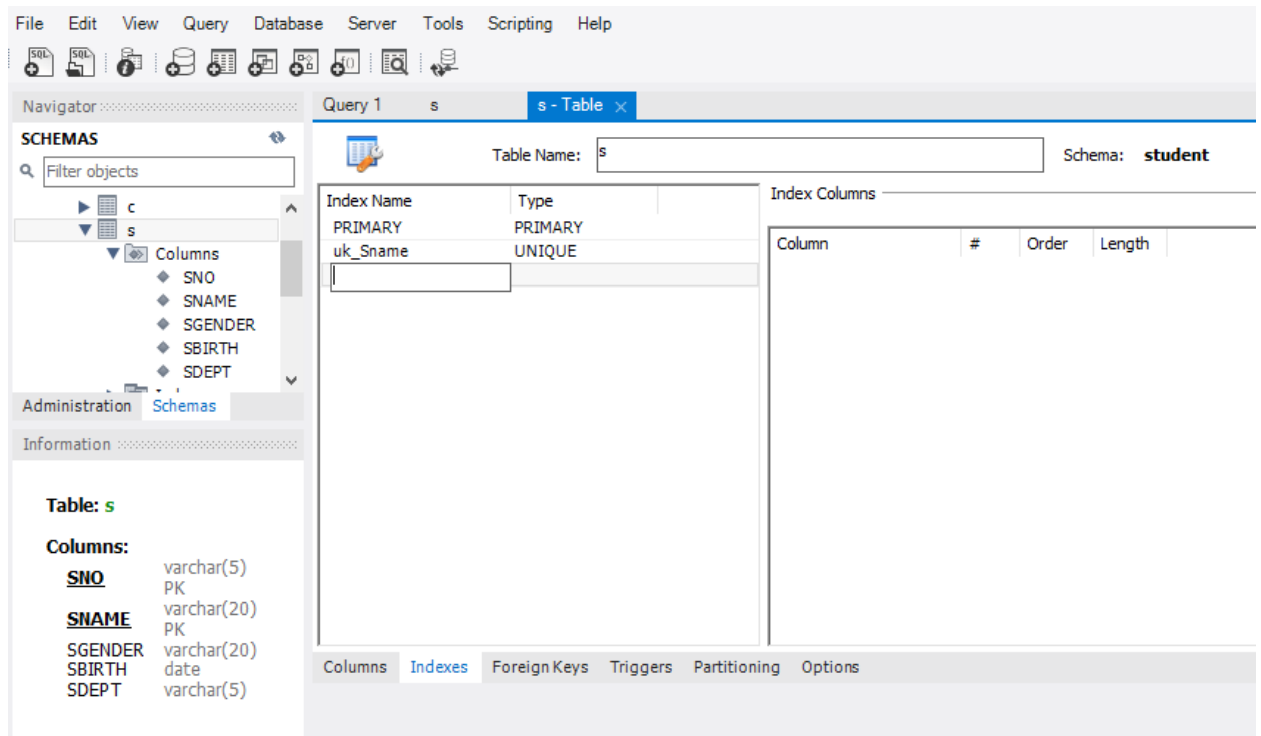 File Edit View Query Database Server Tools Scripting Help
SQL SQL
Navigator
SCHEMAS
Filter objects
c
s
Columns
SNO
SNAME
SGENDER
SBIRTH
SDEPT
Administration Schemas
Information
Table: s
Columns:
SNO varchar(5)
PK
SNAME varchar(20)
PK
SGENDER varchar(20)
SBIRTH date
SDEPT varchar(5)
Query 1 s s - Table
Table Name: s Schema: student
Index Name Type
PRIMARY PRIMARY
uk_Sname UNIQUE
Index Columns
Column # Order Length
Columns Indexes Foreign Keys Triggers Partitioning Options